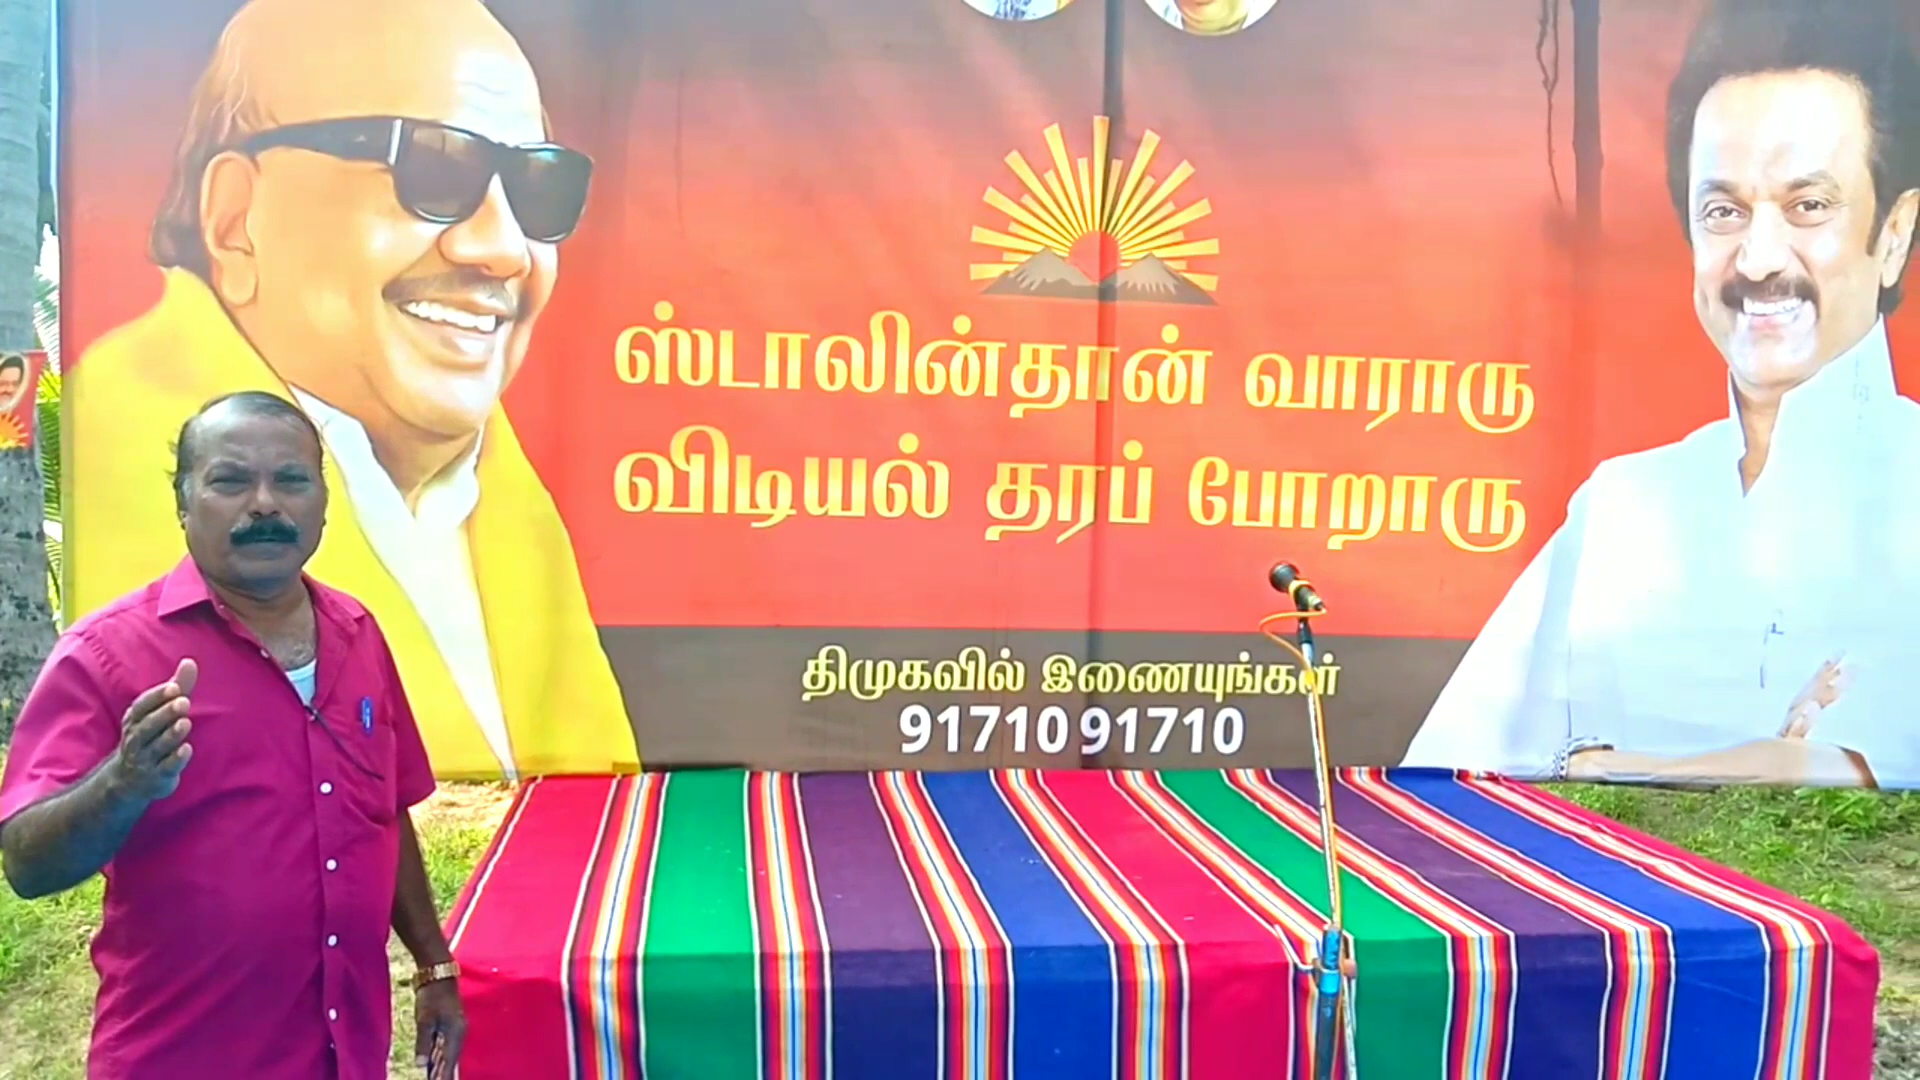 ஸ்டாலின்தான் வாராரு
விடியல் தரப் போறாரு
திமுகவில் இணையுங்கள்
91710 91710